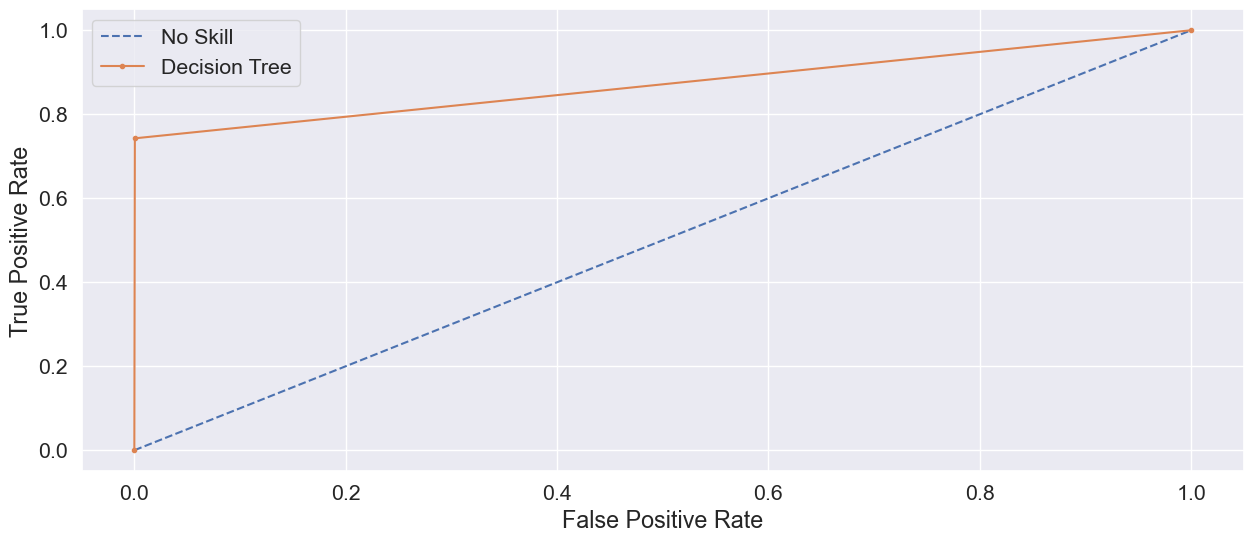 No Skill
Decision Tree
True Positive Rate
1.0
0.8
0.6
0.4
0.2
0.0
0.0 0.2 0.4 0.6 0.8 1.0
False Positive Rate